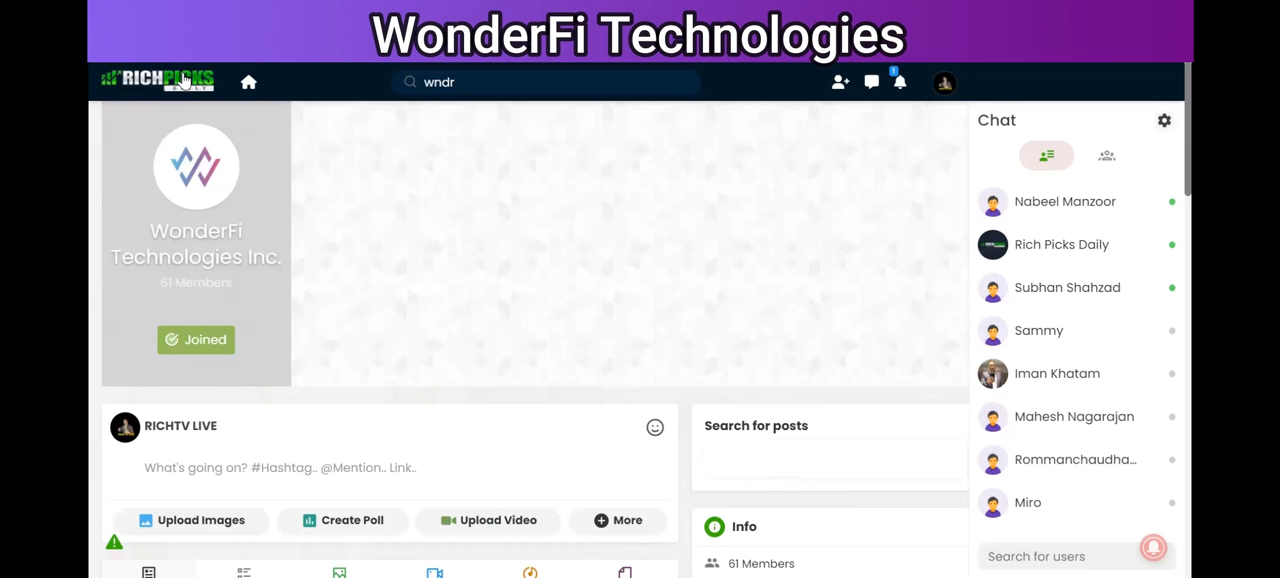 WonderFi Technologies
RICHPICKS
wndr
1
WonderFi
Technologies Inc.
61 Members
Joined
Chat
Nabeel Manzoor
Rich Picks Daily
Subhan Shahzad
Sammy
Iman Khatam
Mahesh Nagarajan
Rommanchaudha...
Miro
Search for users
RICHTV LIVE
What's going on? #Hashtag.. @Mention.. Link..
Upload Images
Create Poll
Upload Video
More
Search for posts
Info
61 Members